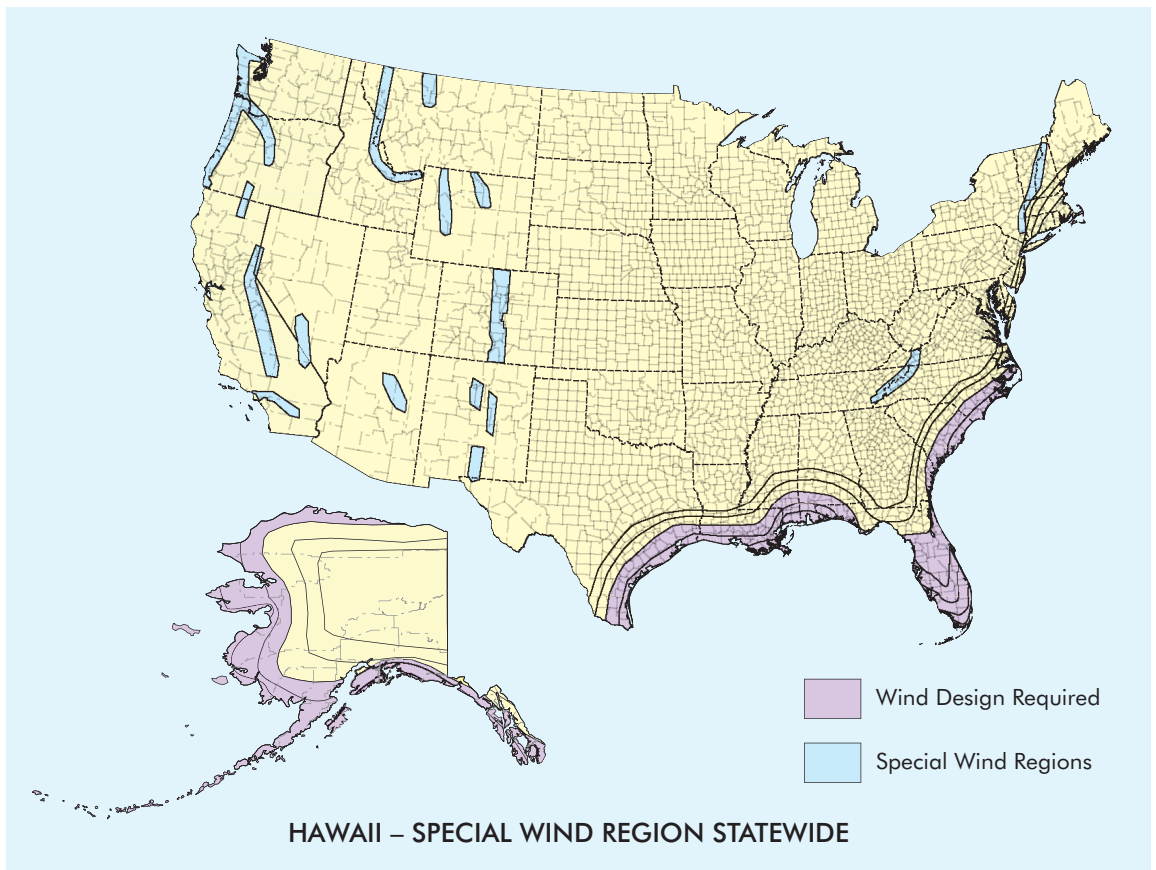 Wind Design Required
Special Wind Regions
HAWAII – SPECIAL WIND REGION STATEWIDE